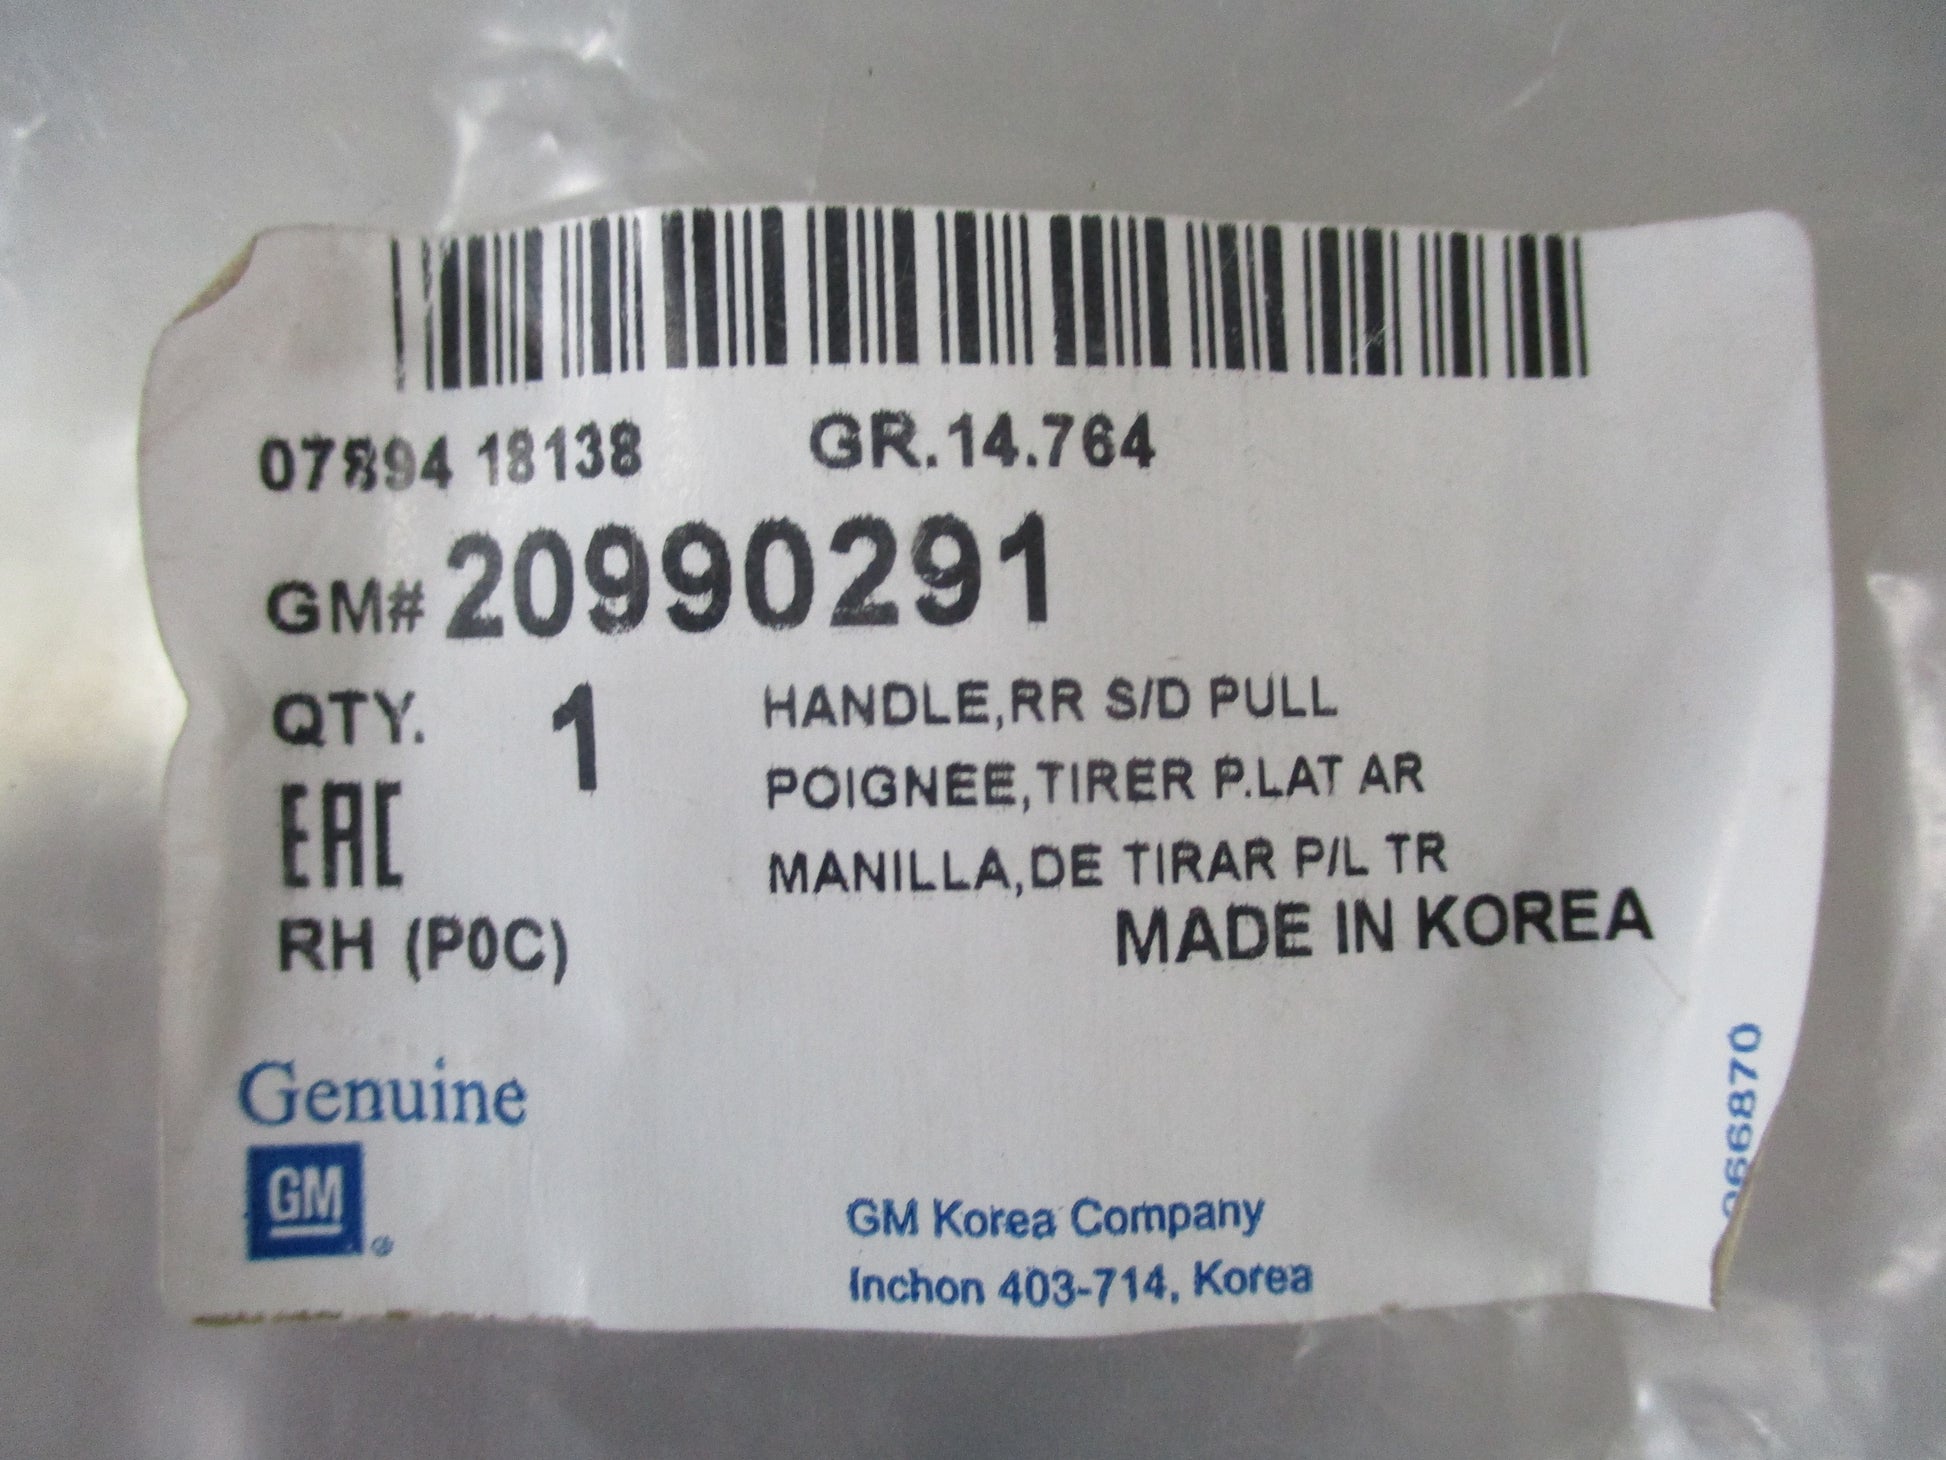 07894 18138 GR.14.764
GM# 20990291
QTY. 1 HANDLE,RR S/D PULL
POIGNEE,TIRER P.LAT AR
EAC
MANILLA,DE TIRAR P/L TR
RH (P0C) MADE IN KOREA
Genuine
GM
GM Korea Company
Inchon 403-714, Korea